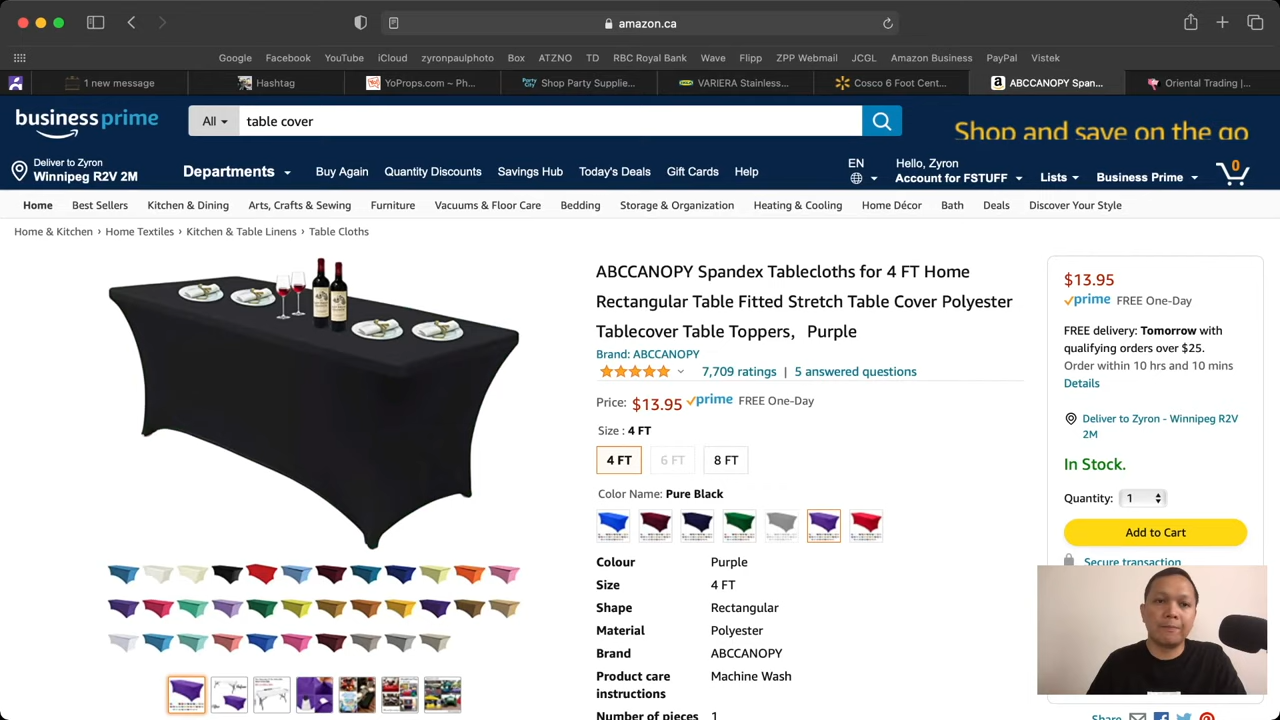 amazon.ca
Google Facebook YouTube iCloud zyronpaulphoto Box ATZNO TD RBC Royal Bank Wave Flipp ZPP Webmail JCGL Amazon Business PayPal Vistek
1 new message Hashtag YoProps.com ~ Ph... Shop Party Supplie... VARIERA Stainless... Cosco 6 Foot Cent... ABCCANOPY Span... Oriental Trading |...
business prime All table cover Shop and save on the go
Deliver to Zyron
Winnipeg R2V 2M
Departments Buy Again Quantity Discounts Savings Hub Today's Deals Gift Cards Help
EN
Hello, Zyron
Account for FSTUFF Lists Business Prime 0
Home Best Sellers Kitchen & Dining Arts, Crafts & Sewing Furniture Vacuums & Floor Care Bedding Storage & Organization Heating & Cooling Home Décor Bath Deals Discover Your Style
Home & Kitchen › Home Textiles › Kitchen & Table Linens › Table Cloths
ABCCANOPY Spandex Tablecloths for 4 FT Home
Rectangular Table Fitted Stretch Table Cover Polyester
Tablecover Table Toppers, Purple
Brand: ABCCANOPY
7,709 ratings | 5 answered questions
Price: $13.95 prime FREE One-Day
Size : 4 FT
4 FT 6 FT 8 FT
Color Name: Pure Black
Colour Purple
Size 4 FT
Shape Rectangular
Material Polyester
Brand ABCCANOPY
Product care instructions Machine Wash
Number of pieces 1
$13.95
prime FREE One-Day
FREE delivery: Tomorrow with
qualifying orders over $25.
Order within 10 hrs and 10 mins
Details
Deliver to Zyron - Winnipeg R2V
2M
In Stock.
Quantity: 1
Add to Cart
Secure transaction
Share